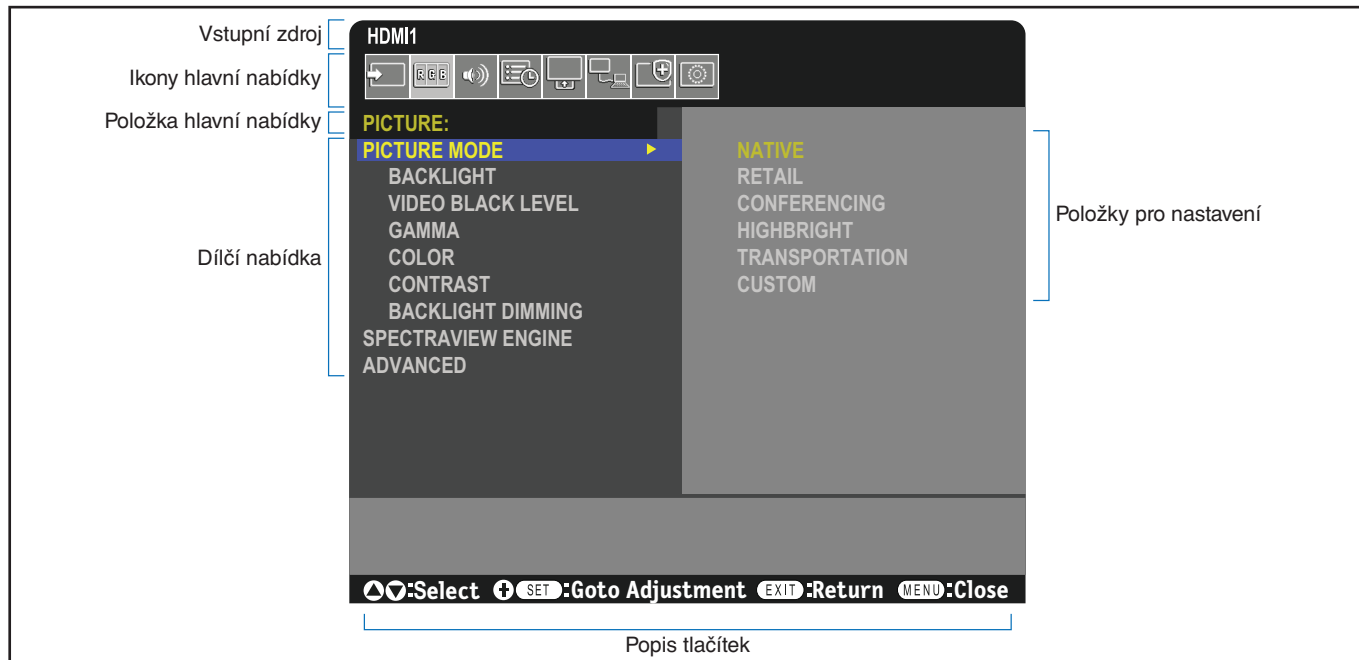 Vstupní zdroj
HDMI1
Ikony hlavní nabídky
RGB
Položka hlavní nabídky
PICTURE:
Dílčí nabídka
PICTURE MODE
BACKLIGHT
VIDEO BLACK LEVEL
GAMMA
COLOR
CONTRAST
BACKLIGHT DIMMING
SPECTRAVIEW ENGINE
ADVANCED
NATIVE
RETAIL
CONFERENCING
HIGHBRIGHT
TRANSPORTATION
CUSTOM
Položky pro nastavení
:Select SET:Goto Adjustment EXIT:Return MENU:Close
Popis tlačítek